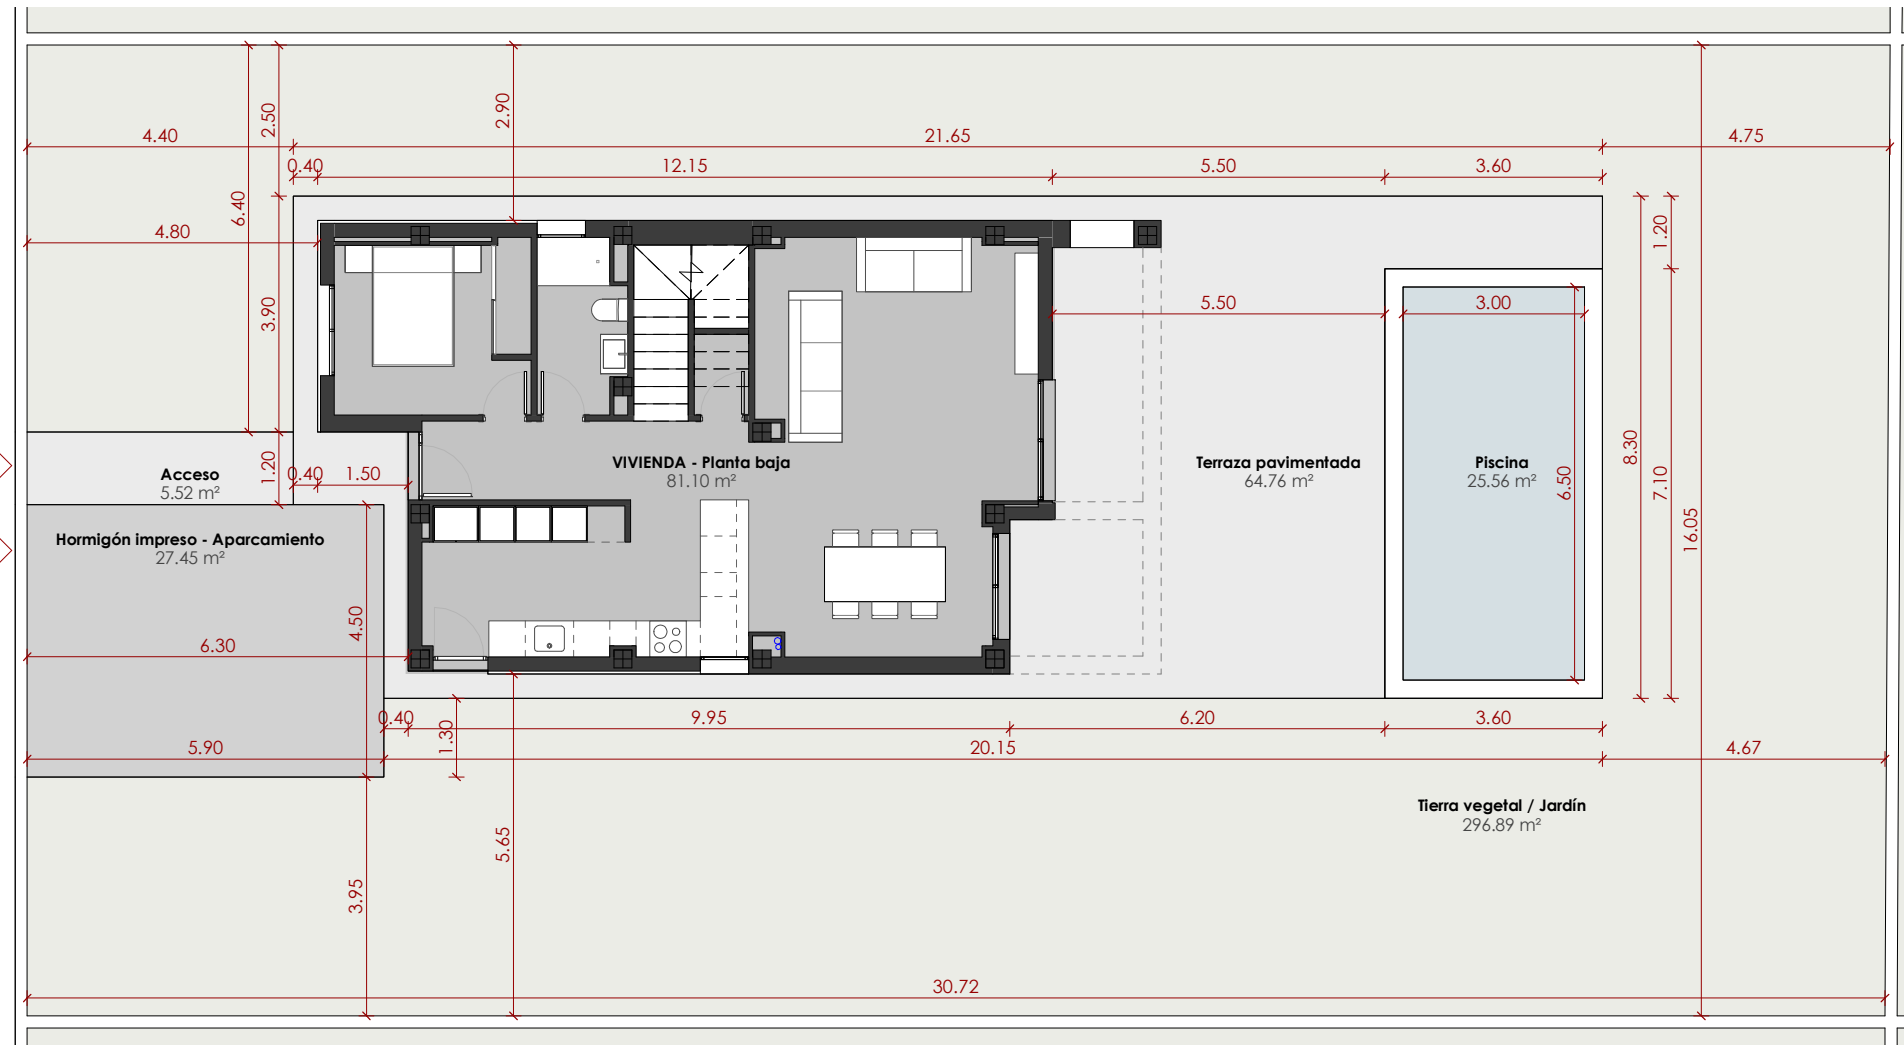 2.90
2.50
4.40
21.65
4.75
0.40
12.15
5.50
3.60
6.40
4.80
1.20
3.90
5.50
3.00
8.30
7.10
6.50
16.05
1.20
0.40
1.50
Acceso
5.52 m²
VIVIENDA - Planta baja
81.10 m²
Terraza pavimentada
64.76 m²
Piscina
25.56 m²
Hormigón impreso - Aparcamiento
27.45 m²
4.50
6.30
0.40
9.95
6.20
3.60
1.30
5.90
20.15
4.67
Tierra vegetal / Jardín
296.89 m²
5.65
3.95
30.72